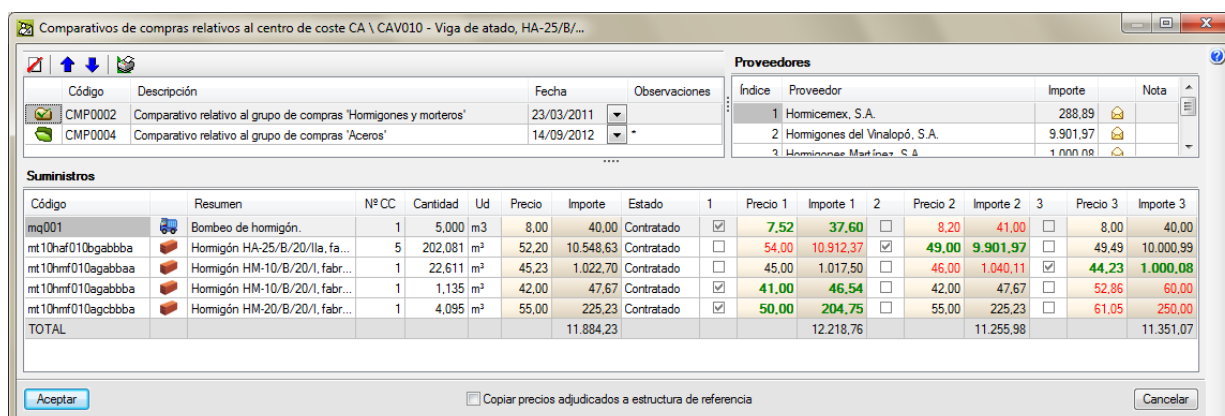 Comparativos de compras relativos al centro de coste CA \ CAV010 - Viga de atado, HA-25/B/...
Código Descripción Fecha Observaciones
CMP0002 Comparativo relativo al grupo de compras 'Hormigones y morteros' 23/03/2011
CMP0004 Comparativo relativo al grupo de compras 'Aceros' 14/09/2012 *
Proveedores
Índice Proveedor Importe Nota
1 Hormicemex, S.A. 288,89
2 Hormigones del Vinalopó, S.A. 9.901,97
3 Hormigones Martínez, S.A. 1.000,08
Suministros
Código Resumen Nº CC Cantidad Ud Precio Importe Estado 1 Precio 1 Importe 1 2 Precio 2 Importe 2 3 Precio 3 Importe 3
mq001 Bombeo de hormigón. 1 5,000 m3 8,00 40,00 Contratado 7,52 37,60 8,20 41,00 8,00 40,00
mt10haf010bgabbba Hormigón HA-25/B/20/IIa, fa... 5 202,081 m³ 52,20 10.548,63 Contratado 54,00 10.912,37 49,00 9.901,97 49,49 10.000,99
mt10hmf010agabbaa Hormigón HM-10/B/20/I, fabr... 1 22,611 m³ 45,23 1.022,70 Contratado 45,00 1.017,50 46,00 1.040,11 44,23 1.000,08
mt10hmf010agabbba Hormigón HM-10/B/20/I, fabr... 1 1,135 m³ 42,00 47,67 Contratado 41,00 46,54 42,00 47,67 52,86 60,00
mt10hmf010agcbbba Hormigón HM-20/B/20/I, fabr... 1 4,095 m³ 55,00 225,23 Contratado 50,00 204,75 55,00 225,23 61,05 250,00
TOTAL 11.884,23 12.218,76 11.255,98 11.351,07
Aceptar Copiar precios adjudicados a estructura de referencia Cancelar